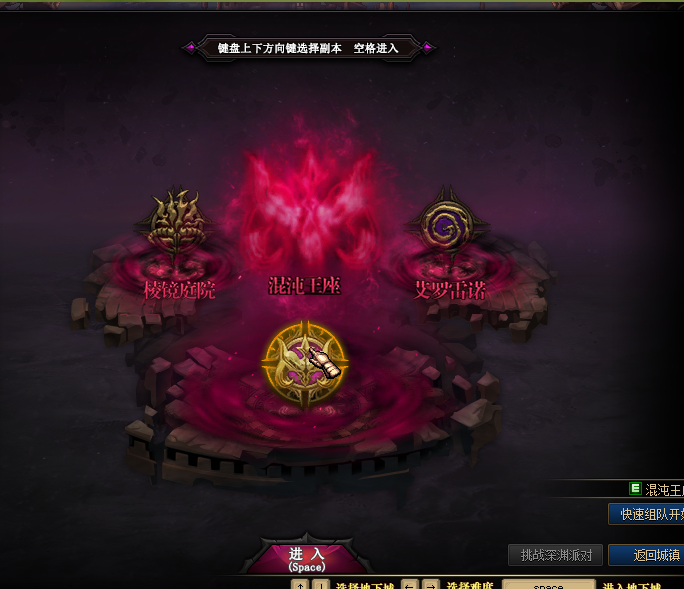 键盘上下方向键选择副本 空格进入
棱镜庭院
混沌王座
艾罗雷诺
E 混沌王
快速组队开
挑战深渊派对
返回城镇
进入
(Space)
↑ ↓ 选择地下城 ← → 选择难度 space 进入地下城